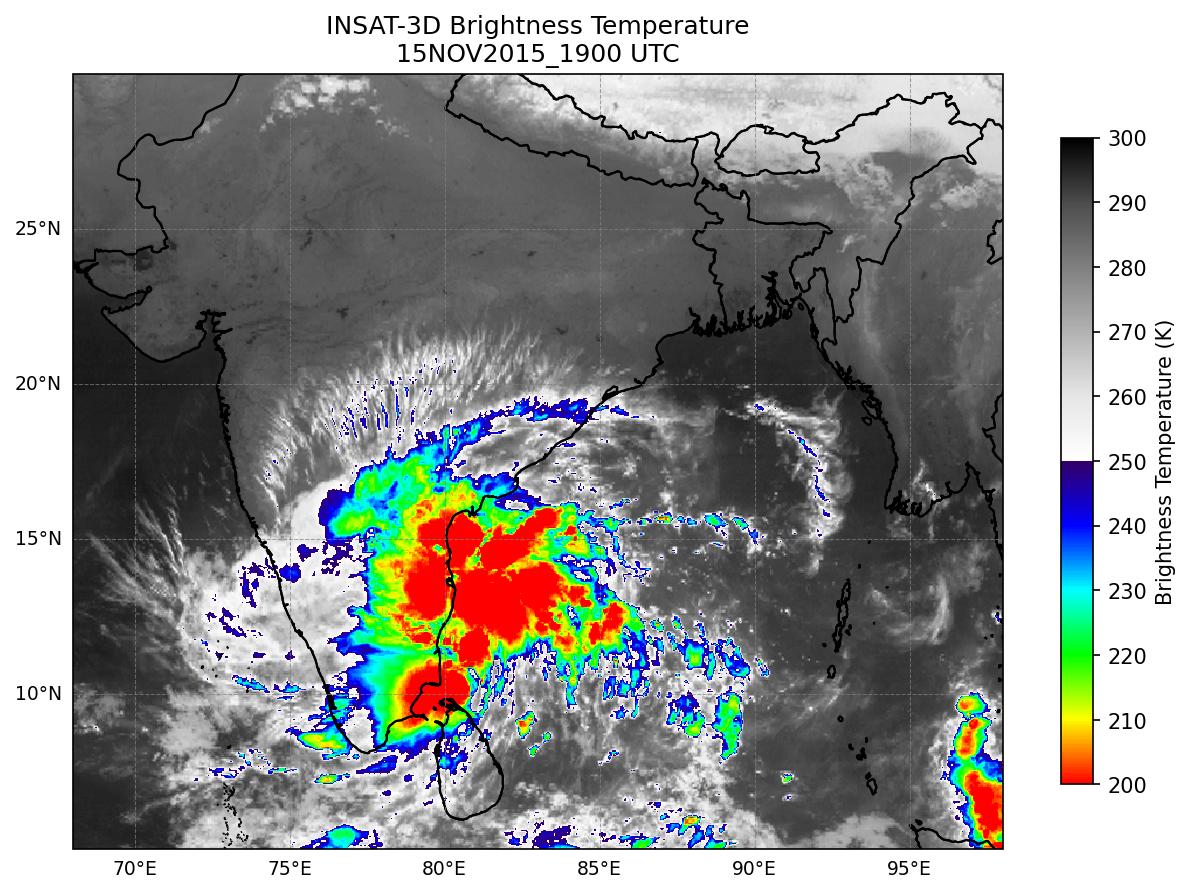 INSAT-3D Brightness Temperature
15NOV2015_1900 UTC
25°N
20°N
15°N
10°N
70°E
75°E
80°E
85°E
90°E
95°E
300
290
280
270
260
250
240
230
220
210
200
Brightness Temperature (K)